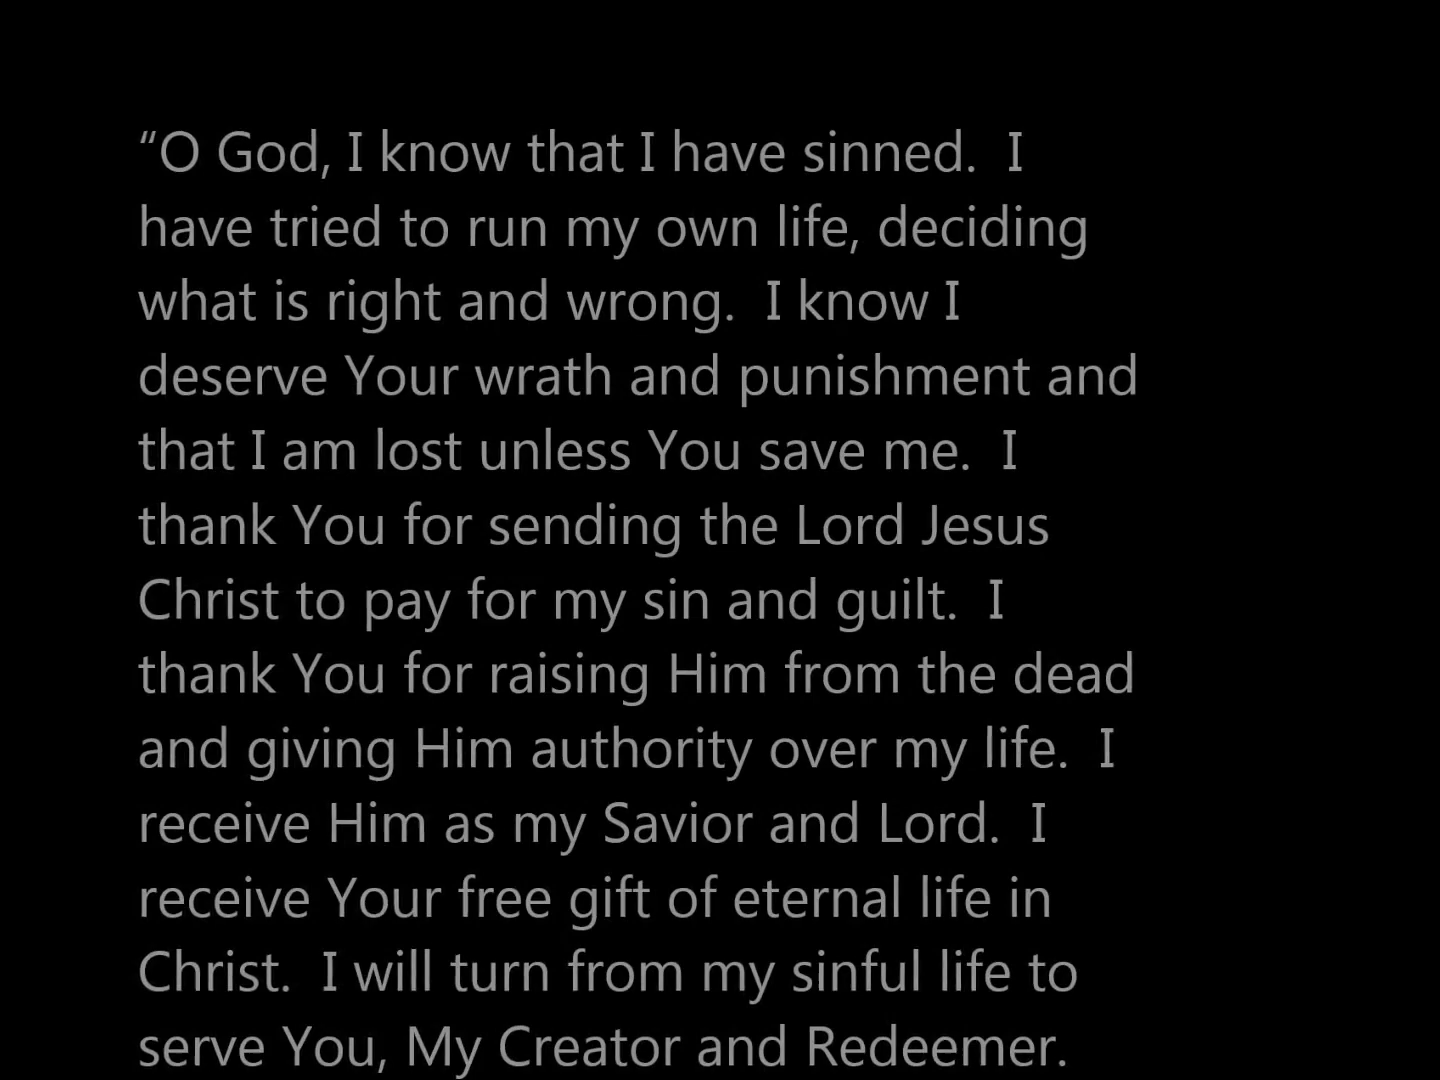 “O God, I know that I have sinned.  I
have tried to run my own life, deciding
what is right and wrong.  I know I
deserve Your wrath and punishment and
that I am lost unless You save me.  I
thank You for sending the Lord Jesus
Christ to pay for my sin and guilt.  I
thank You for raising Him from the dead
and giving Him authority over my life.  I
receive Him as my Savior and Lord.  I
receive Your free gift of eternal life in
Christ.  I will turn from my sinful life to
serve You, My Creator and Redeemer.